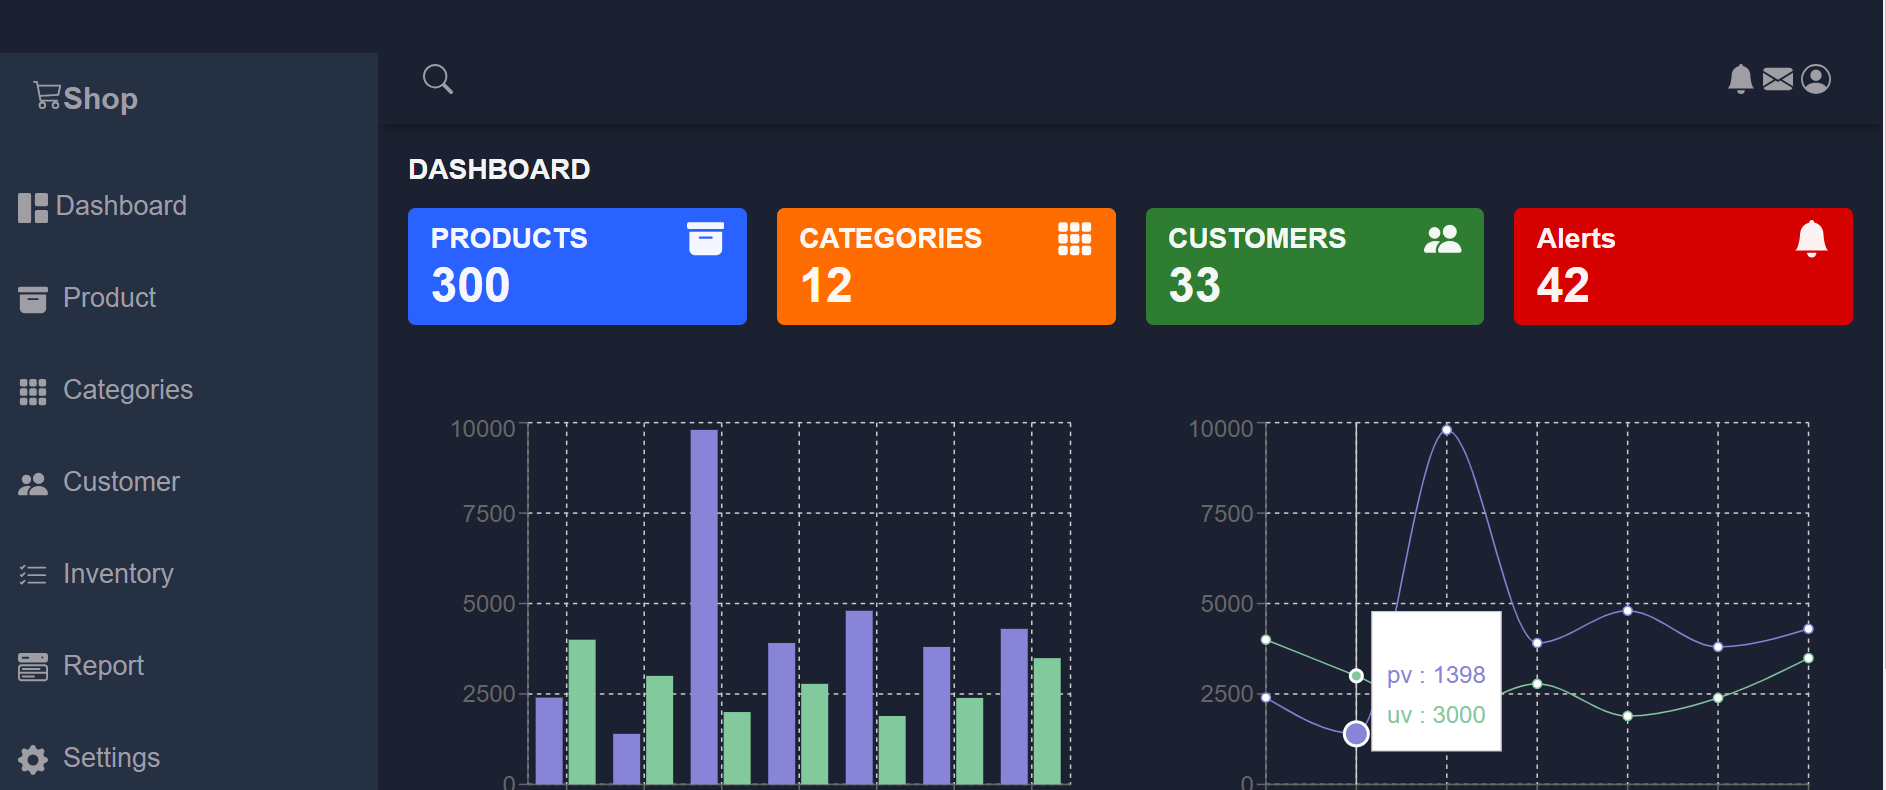 Shop
Dashboard
Product
Categories
Customer
Inventory
Report
Settings
DASHBOARD
PRODUCTS
300
CATEGORIES
12
CUSTOMERS
33
Alerts
42
10000
7500
5000
2500
0
10000
7500
5000
2500
0
pv : 1398
uv : 3000